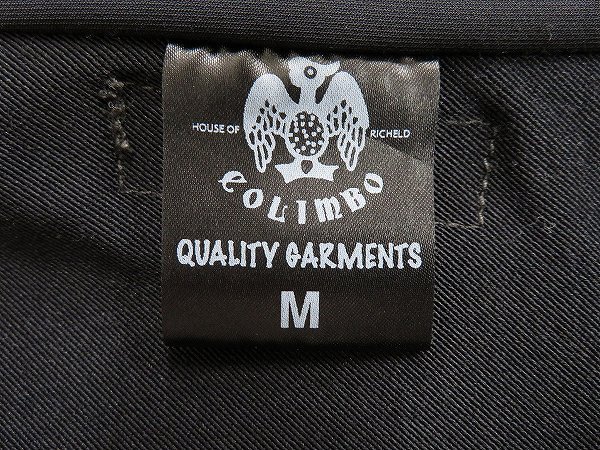 HOUSE OF RICHELD
COLIMBO
QUALITY GARMENTS
M